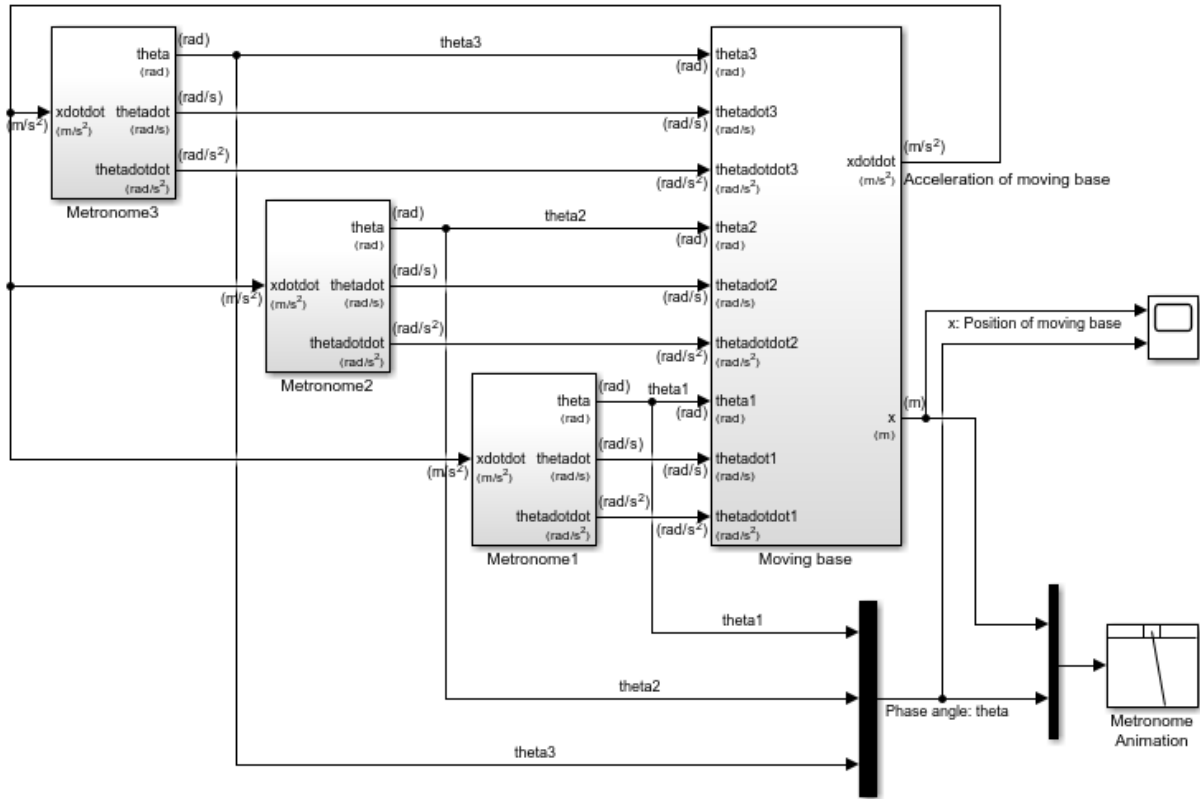 (rad)
theta3
theta
(rad)
(rad)
theta3
(rad)
(rad/s)
xdotdot
thetadot
(m/s²)
(m/s²)
(rad/s)
thetadot3
(rad/s)
(rad/s)
(rad/s²)
thetadotdot
(rad/s²)
Metronome3
thetadotdot3
(rad/s²)
(rad/s²)
xdotdot
(m/s²)
(m/s²)
Acceleration of moving base
(rad)
theta2
theta
(rad)
(rad)
theta2
(rad)
(rad/s)
xdotdot
thetadot
(m/s²)
(m/s²)
(rad/s)
thetadot2
(rad/s)
(rad/s)
(rad/s²)
thetadotdot
(rad/s²)
Metronome2
thetadotdot2
(rad/s²)
(rad/s²)
x: Position of moving base
(rad)
theta1
theta
(rad)
(rad)
theta1
(rad)
(m)
x
(m)
(rad/s)
xdotdot
thetadot
(m/s²)
(m/s²)
(rad/s)
thetadot1
(rad/s)
(rad/s)
(rad/s²)
thetadotdot
(rad/s²)
Metronome1
thetadotdot1
(rad/s²)
(rad/s²)
Moving base
theta1
theta2
theta3
Phase angle: theta
Metronome
Animation